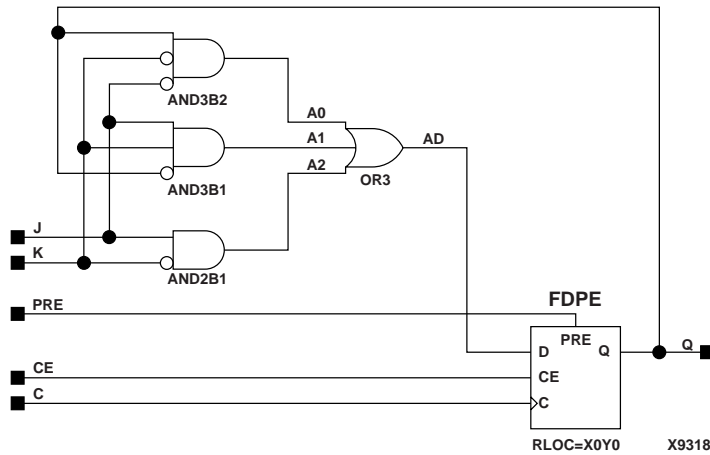 AND3B2
A0
A1
AD
A2
AND3B1
OR3
J
K
AND2B1
PRE
FDPE
PRE
Q
D
Q
CE
CE
C
C
RLOC=X0Y0
X9318